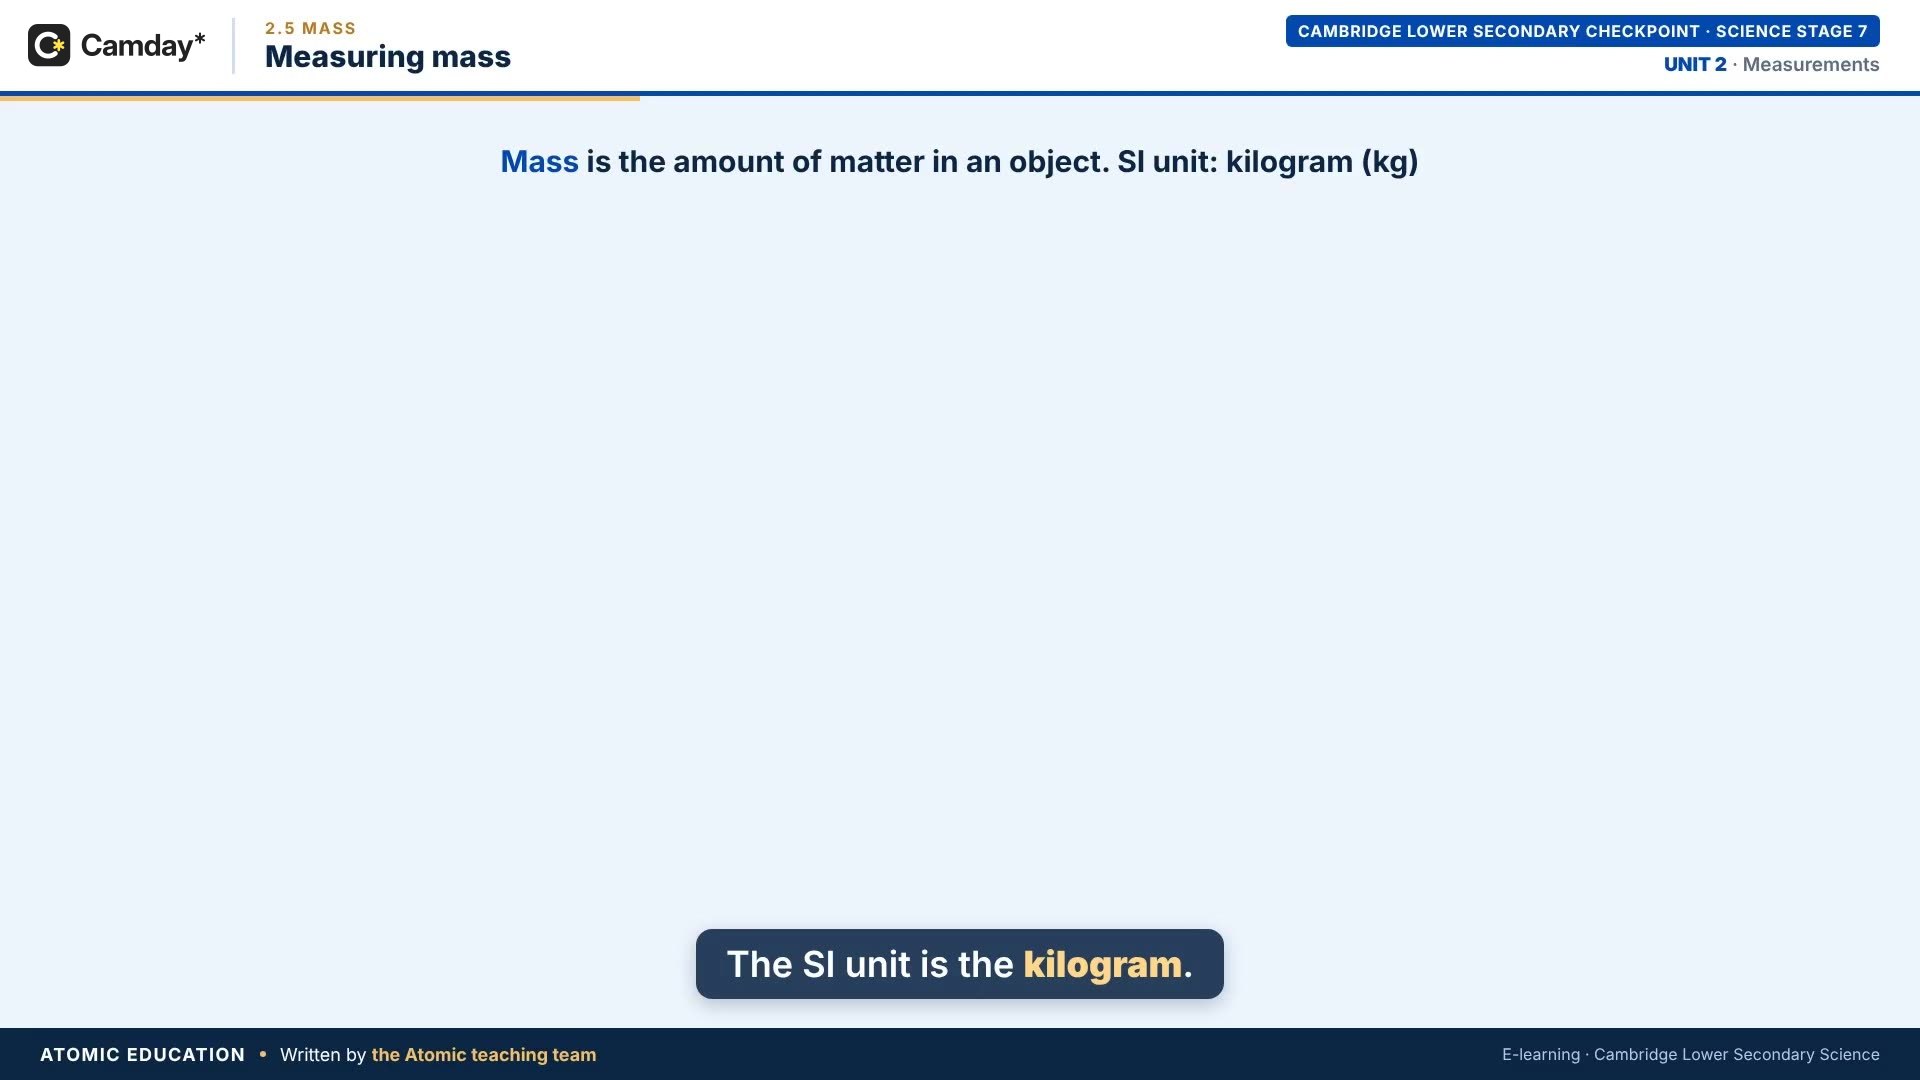 Camday*
2.5 MASS
Measuring mass
CAMBRIDGE LOWER SECONDARY CHECKPOINT · SCIENCE STAGE 7
UNIT 2 · Measurements
Mass is the amount of matter in an object. SI unit: kilogram (kg)
The SI unit is the kilogram.
ATOMIC EDUCATION • Written by the Atomic teaching team
E-learning · Cambridge Lower Secondary Science